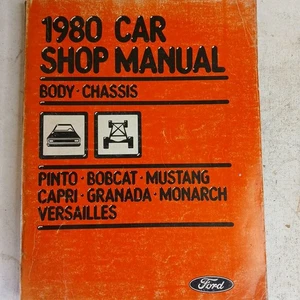 1980 CAR
SHOP MANUAL
BODY · CHASSIS
PINTO · BOBCAT · MUSTANG
CAPRI · GRANADA · MONARCH
VERSAILLES
Ford